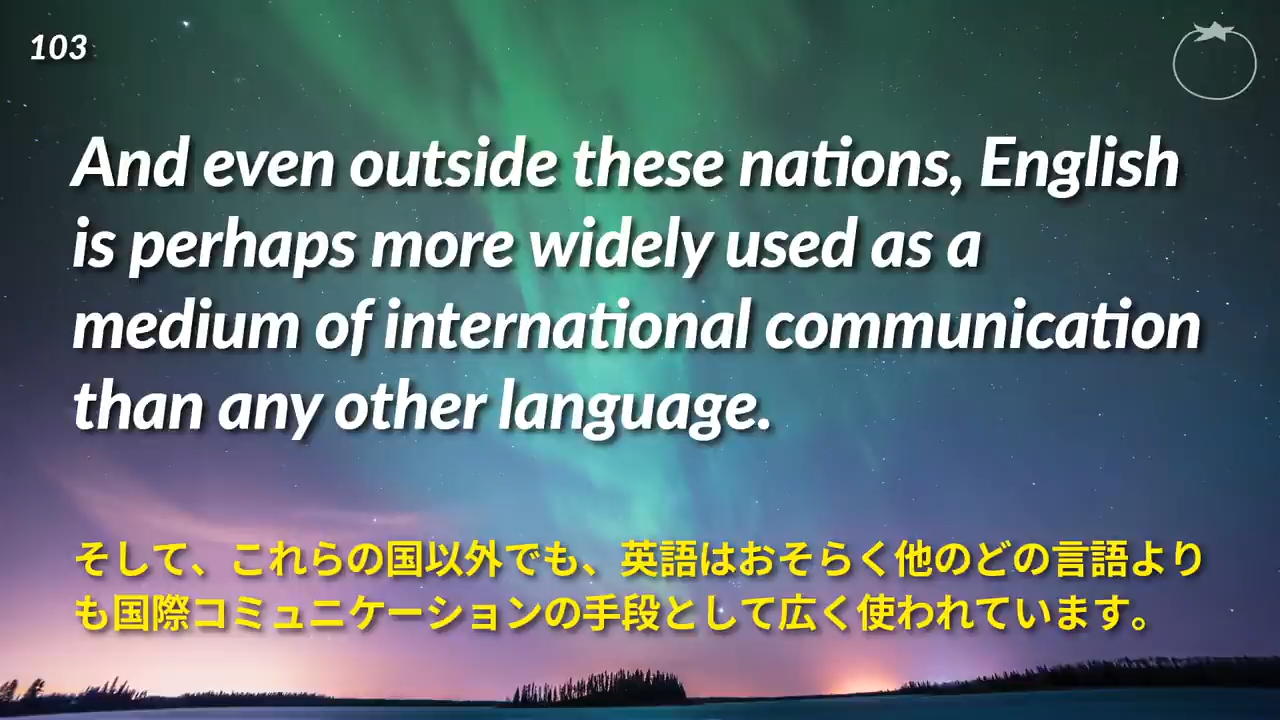 103
And even outside these nations, English
is perhaps more widely used as a
medium of international communication
than any other language.
そして、これらの国以外でも、英語はおそらく他のどの言語より
も国際コミュニケーションの手段として広く使われています。